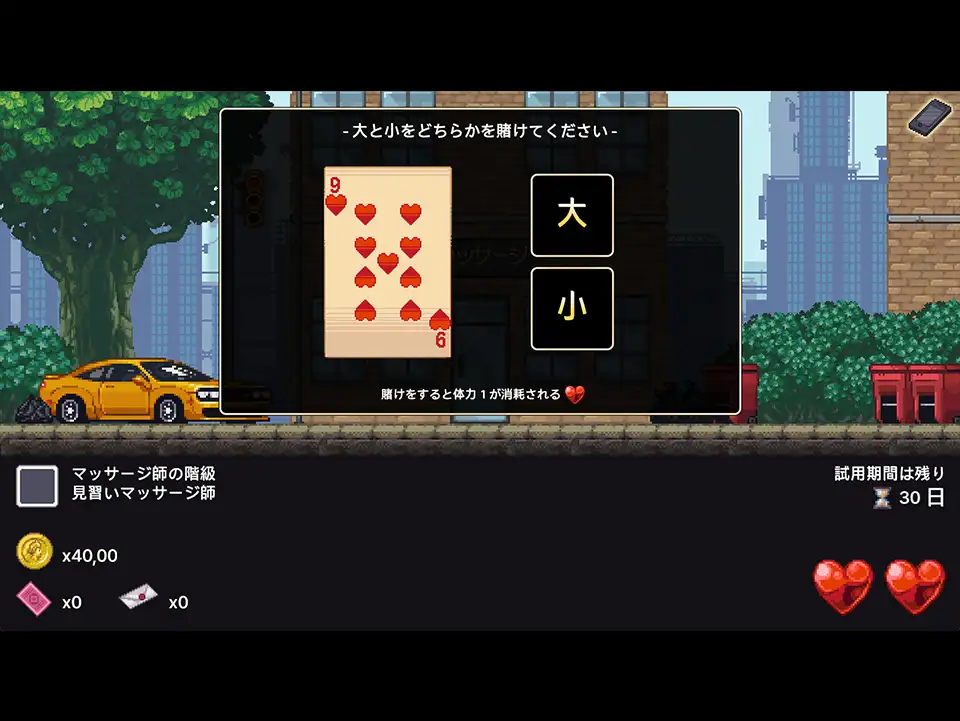 -大と小をどちらかを賭けてください-
9
大
小
9
賭けをすると体力1が消耗される
マッサージ師の階級
見習いマッサージ師
試用期間は残り
30 日
x40,00
x0
x0